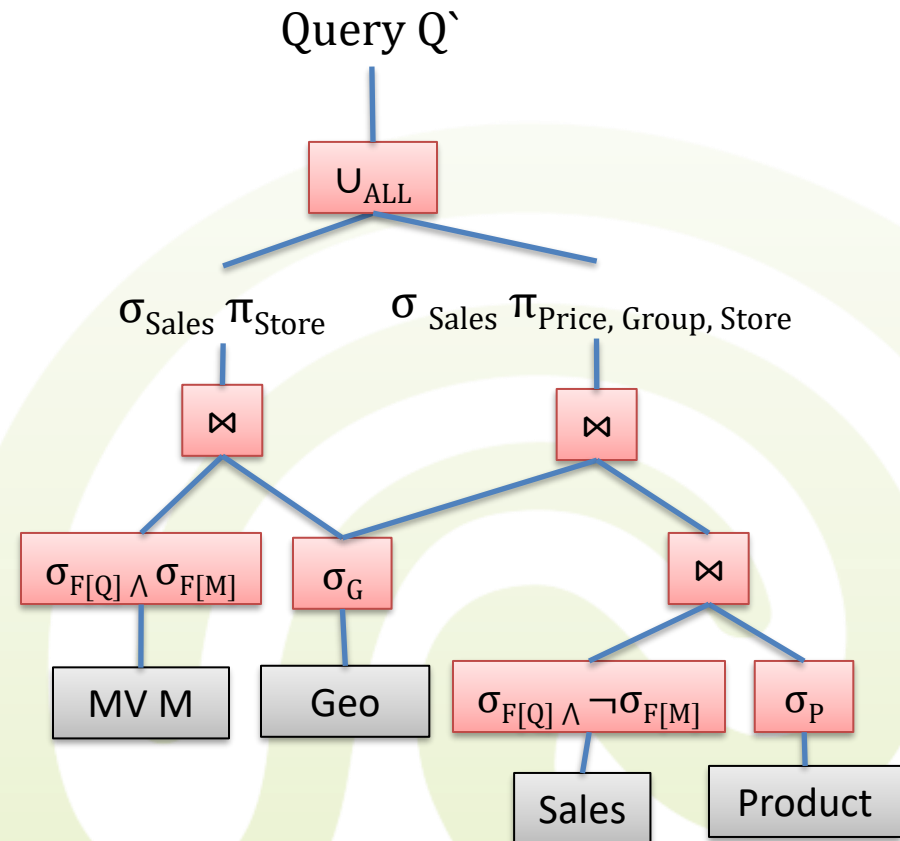 Query Q`
∪ALL
σSales πStore
σ Sales πPrice, Group, Store
⋈
⋈
σF[Q] ∧ σF[M]
σG
⋈
MV M
Geo
σF[Q] ∧ ¬σF[M]
σP
Sales
Product